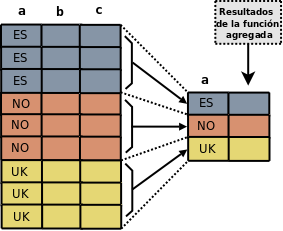 a b c
Resultados
de la función
agregada
ES
ES
ES
NO
NO
NO
UK
UK
UK
a
ES
NO
UK